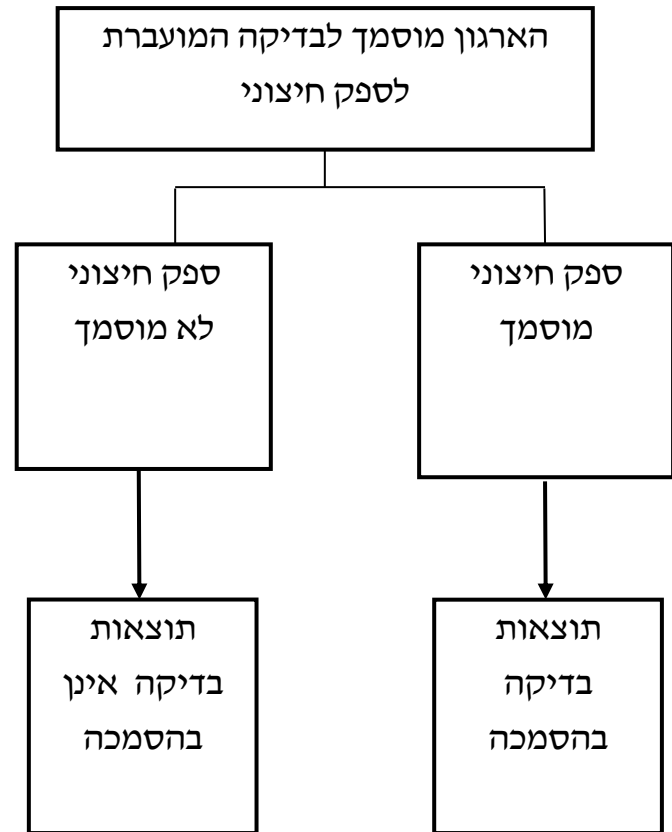 הארגון מוסמך לבדיקה המועברת
לספק חיצוני
ספק חיצוני
מוסמך
ספק חיצוני
לא מוסמך
תוצאות
בדיקה
בהסמכה
תוצאות
בדיקה אינן
בהסמכה